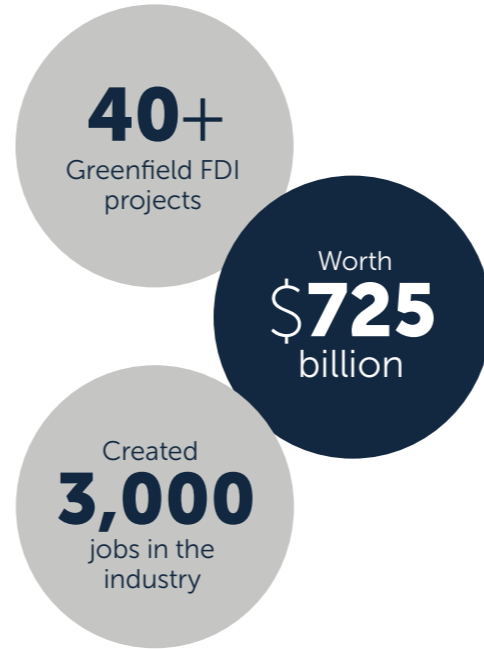 40+
Greenfield FDI
projects
Worth
$725
billion
Created
3,000
jobs in the
industry